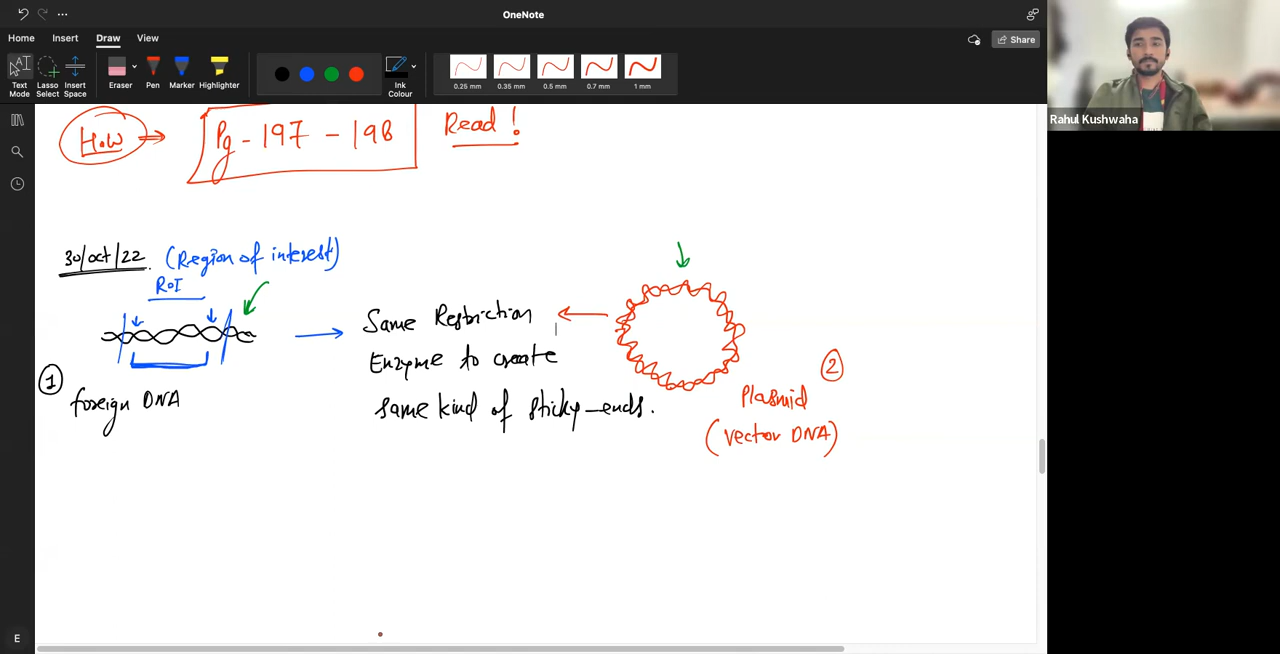 OneNote
Home Insert Draw View
Share
Text Mode
Lasso Select
Insert Space
Eraser
Pen
Marker
Highlighter
Ink Colour
0.25 mm
0.35 mm
0.5 mm
0.7 mm
1 mm
Rahul Kushwaha
H.W → Pg - 197 - 198 Read !
30/Oct/22. (Region of interest)
ROI
① foreign DNA
Same Restriction
Enzyme to create
same kind of sticky-ends.
② Plasmid
(vector DNA)
E